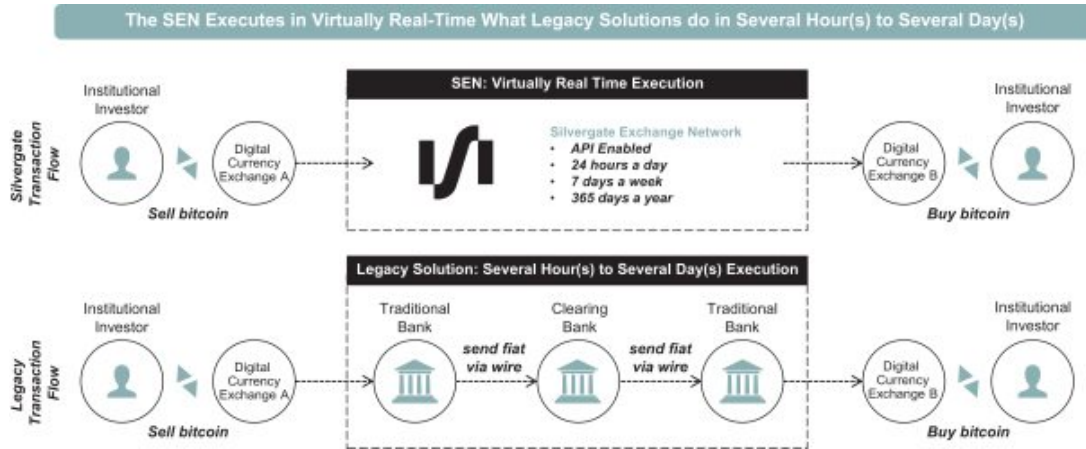 The SEN Executes in Virtually Real-Time What Legacy Solutions do in Several Hour(s) to Several Day(s)
Silvergate
Transaction
Flow
Institutional
Investor
Digital
Currency
Exchange A
Sell bitcoin
SEN: Virtually Real Time Execution
Silvergate Exchange Network
• API Enabled
• 24 hours a day
• 7 days a week
• 365 days a year
Digital
Currency
Exchange B
Institutional
Investor
Buy bitcoin
Legacy
Transaction
Flow
Institutional
Investor
Digital
Currency
Exchange A
Sell bitcoin
Legacy Solution: Several Hour(s) to Several Day(s) Execution
Traditional
Bank
send fiat
via wire
Clearing
Bank
send fiat
via wire
Traditional
Bank
Digital
Currency
Exchange B
Institutional
Investor
Buy bitcoin